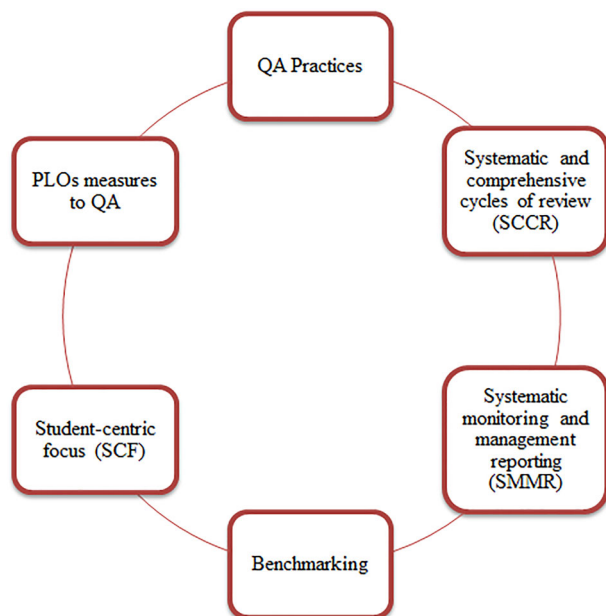 QA Practices
Systematic and
comprehensive
cycles of review
(SCCR)
Systematic
monitoring and
management
reporting
(SMMR)
Benchmarking
Student-centric
focus (SCF)
PLOs measures
to QA